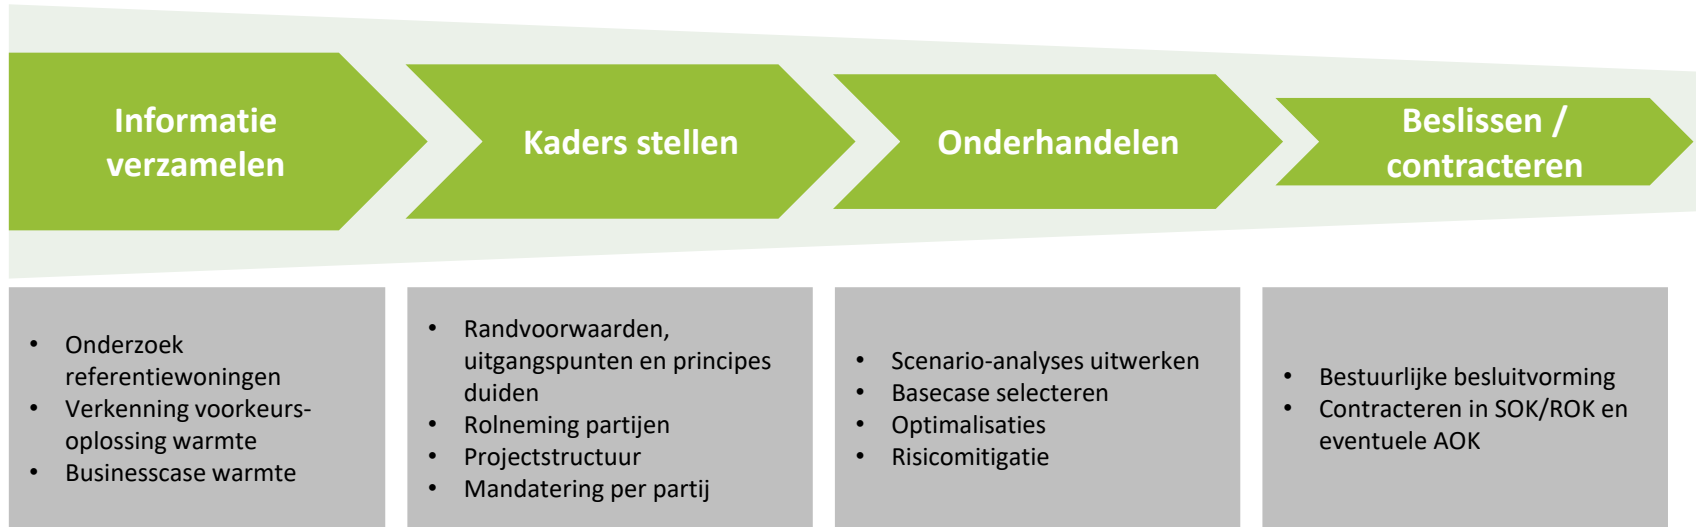 Informatie
verzamelen
Kaders stellen
Onderhandelen
Beslissen /
contracteren
• Onderzoek
referentiewoningen
• Verkenning voorkeurs-
oplossing warmte
• Businesscase warmte
• Randvoorwaarden,
uitgangspunten en principes
duiden
• Rolneming partijen
• Projectstructuur
• Mandatering per partij
• Scenario-analyses uitwerken
• Basecase selecteren
• Optimalisaties
• Risicomitigatie
• Bestuurlijke besluitvorming
• Contracteren in SOK/ROK en
eventuele AOK